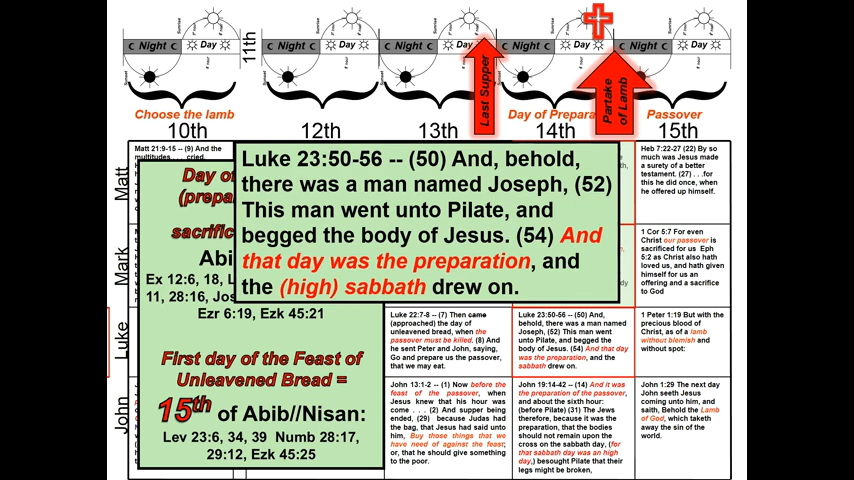 Sunrise
Sunrise
Sunrise
Sunrise
Sunrise
6 hour
Night
Day
11th
Night
Day
Night
Day
Night
Day
Night
Day
Sunset
6 hour
Sunset
6 hour
Last Supper
Partake
of Lamb
Choose the lamb
Day of Prepara
Passover
10th
12th
13th
14th
15th
Matt
Matt 21:9-15 -- (9) And the
multitudes . . . cried,
Heb 7:22-27 (22) By so
much was Jesus made
a surety of a better
testament. (27) . . .for
this he did once, when
he offered up himself.
Luke 23:50-56 -- (50) And, behold,
there was a man named Joseph, (52)
This man went unto Pilate, and
begged the body of Jesus. (54) And
that day was the preparation, and
the (high) sabbath drew on.
Day of
(prepa
sacrific
Abi
Ex 12:6, 18, L
11, 28:16, Jos
Ezr 6:19, Ezk 45:21
First day of the Feast of
Unleavened Bread =
15th of Abib//Nisan:
Lev 23:6, 34, 39 Numb 28:17,
29:12, Ezk 45:25
Mark
1 Cor 5:7 For even
Christ our passover is
sacrificed for us Eph
5:2 as Christ also hath
loved us, and hath given
himself for us an
offering and a sacrifice
to God
Luke
Luke 22:7-8 -- (7) Then came
(approached) the day of
unleavened bread, when the
passover must be killed. (8) And
he sent Peter and John, saying,
Go and prepare us the passover,
that we may eat.
Luke 23:50-56 -- (50) And,
behold, there was a man named
Joseph, (52) This man went
unto Pilate, and begged the
body of Jesus. (54) And that day
was the preparation, and the
sabbath drew on.
1 Peter 1:19 But with the
precious blood of
Christ, as of a lamb
without blemish and
without spot:
John
John 13:1-2 -- (1) Now before the
feast of the passover, when
Jesus knew that his hour
was come . . . (2) And supper being
ended, (29) because Judas had the
bag, that Jesus had said unto
him, Buy those things that we
have need of against the feast;
or, that he should give something
to the poor.
John 19:14-42 -- (14) And it was
the preparation of the passover,
and about the sixth hour:
(before Pilate) (31) The Jews
therefore, because it was the
preparation, that the bodies
should not remain upon the
cross on the sabbath day, (for
that sabbath day was an high
day,) besought Pilate that their
legs might be broken,
John 1:29 The next day
John seeth Jesus
coming unto him, and
saith, Behold the Lamb
of God, which taketh
away the sin of the
world.